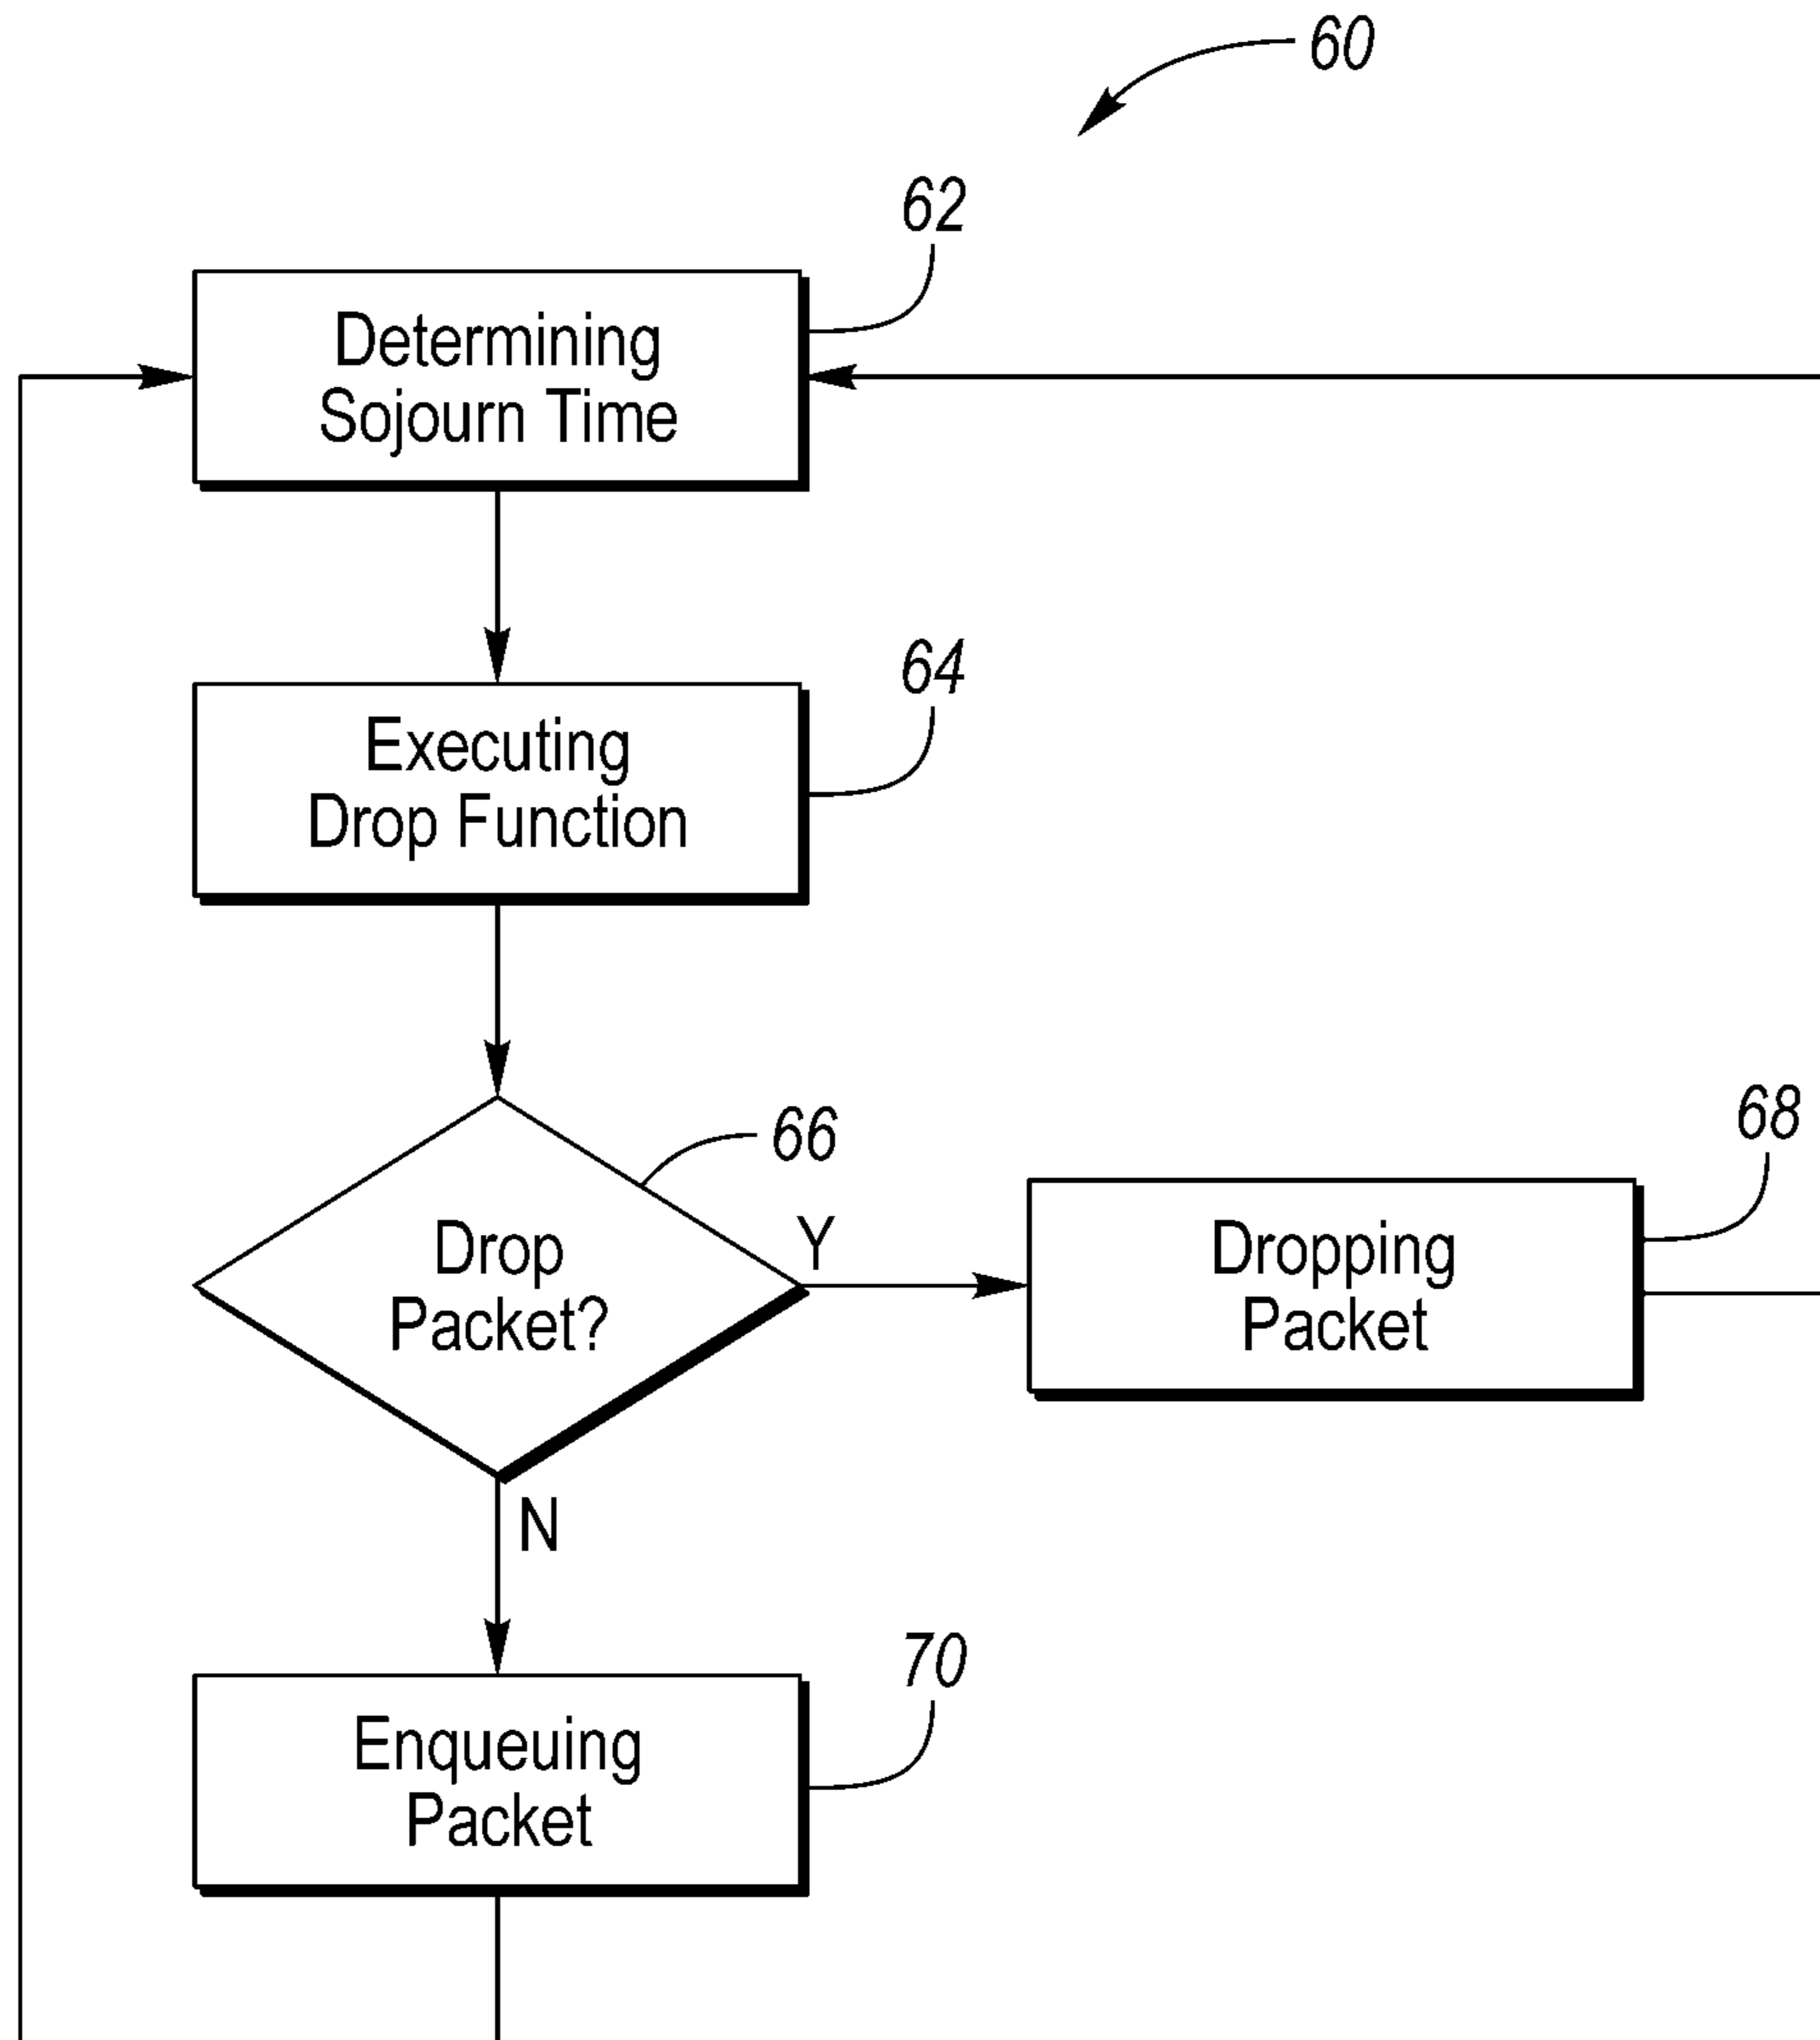 60
62
Determining
Sojourn Time
64
Executing
Drop Function
66
68
Drop
Packet?
Y
Dropping
Packet
N
70
Enqueuing
Packet